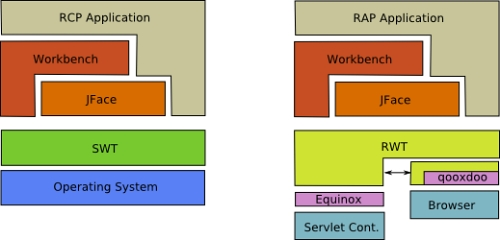 RCP Application
Workbench
JFace
SWT
Operating System
RAP Application
Workbench
JFace
RWT
qooxdoo
Equinox
Browser
Servlet Cont.